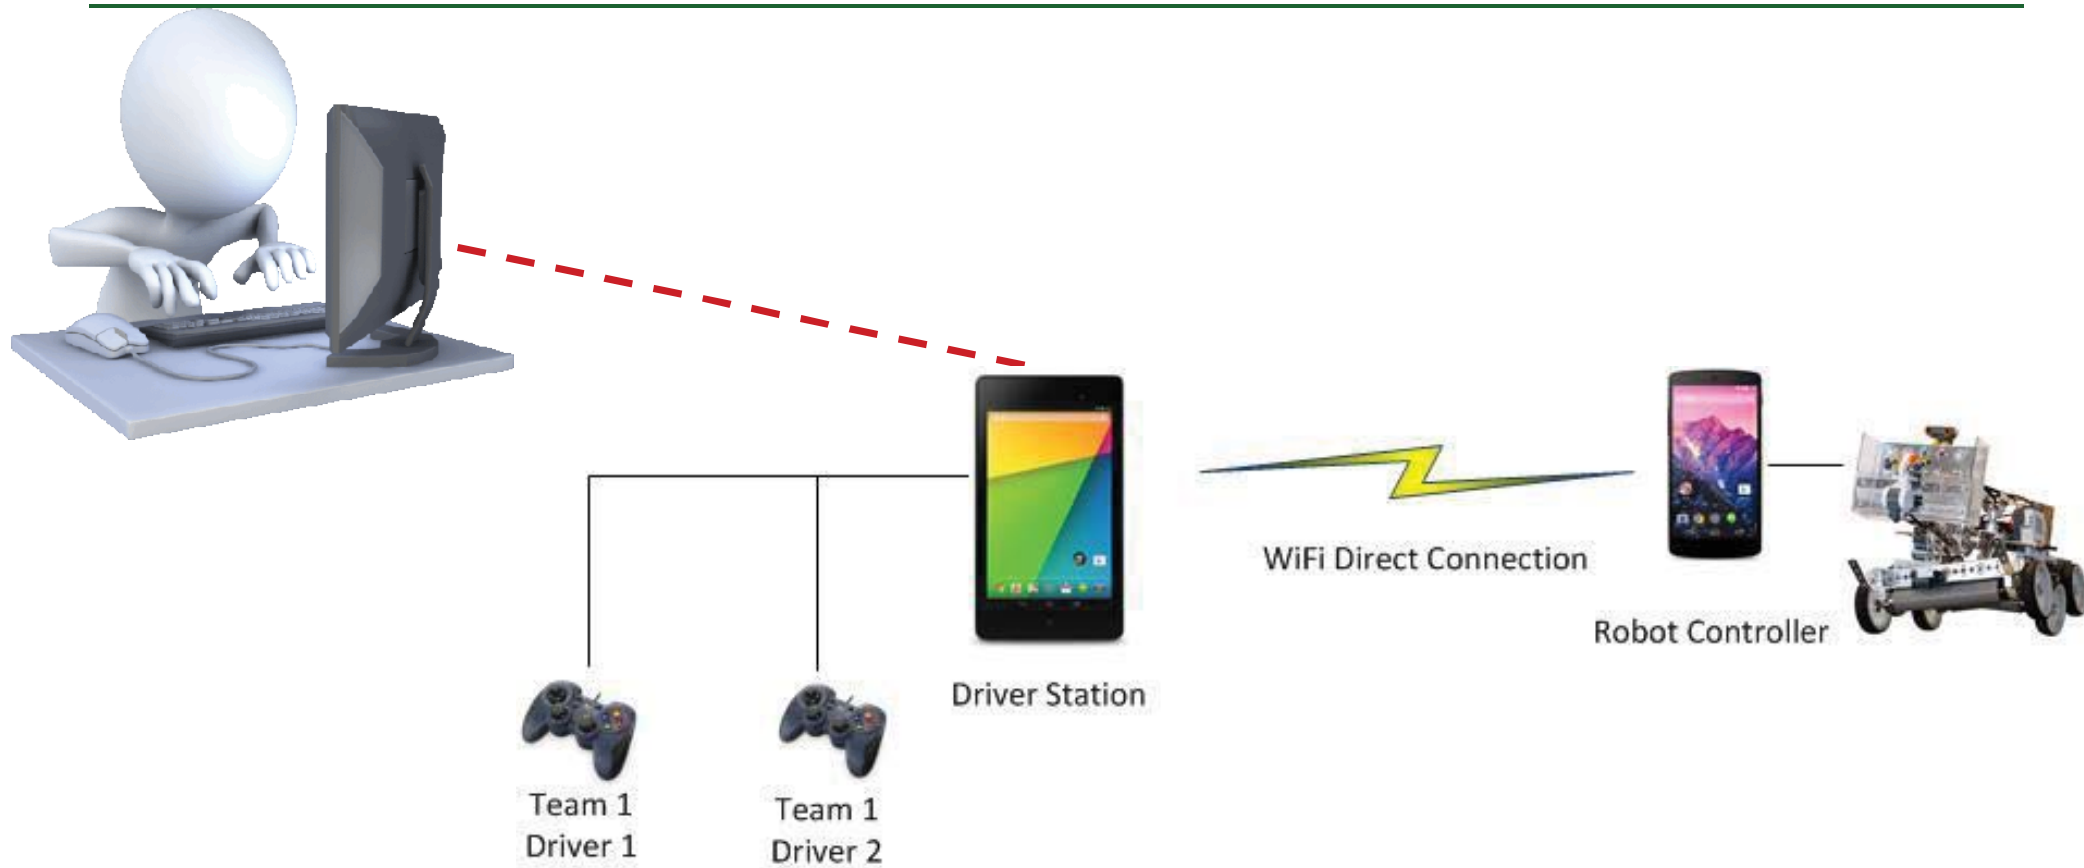 WiFi Direct Connection
Robot Controller
Driver Station
Team 1
Driver 1
Team 1
Driver 2